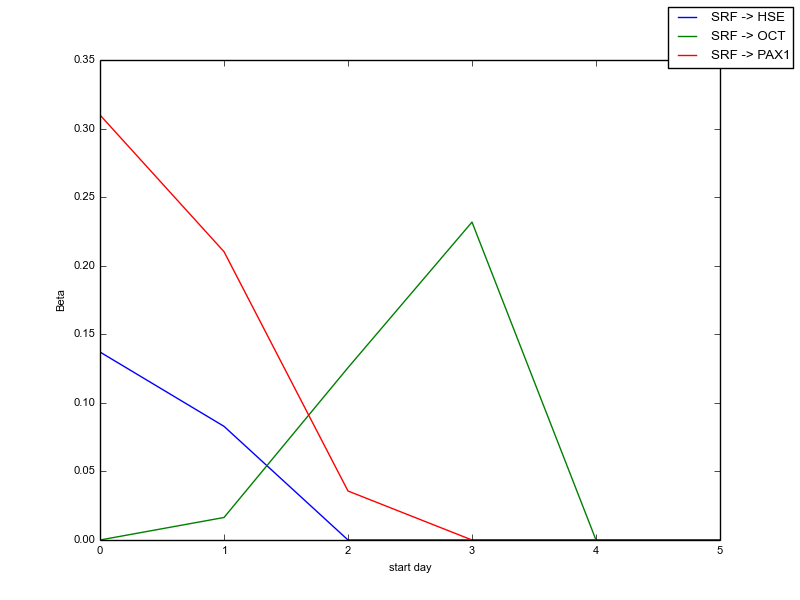 SRF -> HSE
SRF -> OCT
SRF -> PAX1
0.35
0.30
0.25
0.20
0.15
0.10
0.05
0.00
Beta
0 1 2 3 4 5
start day